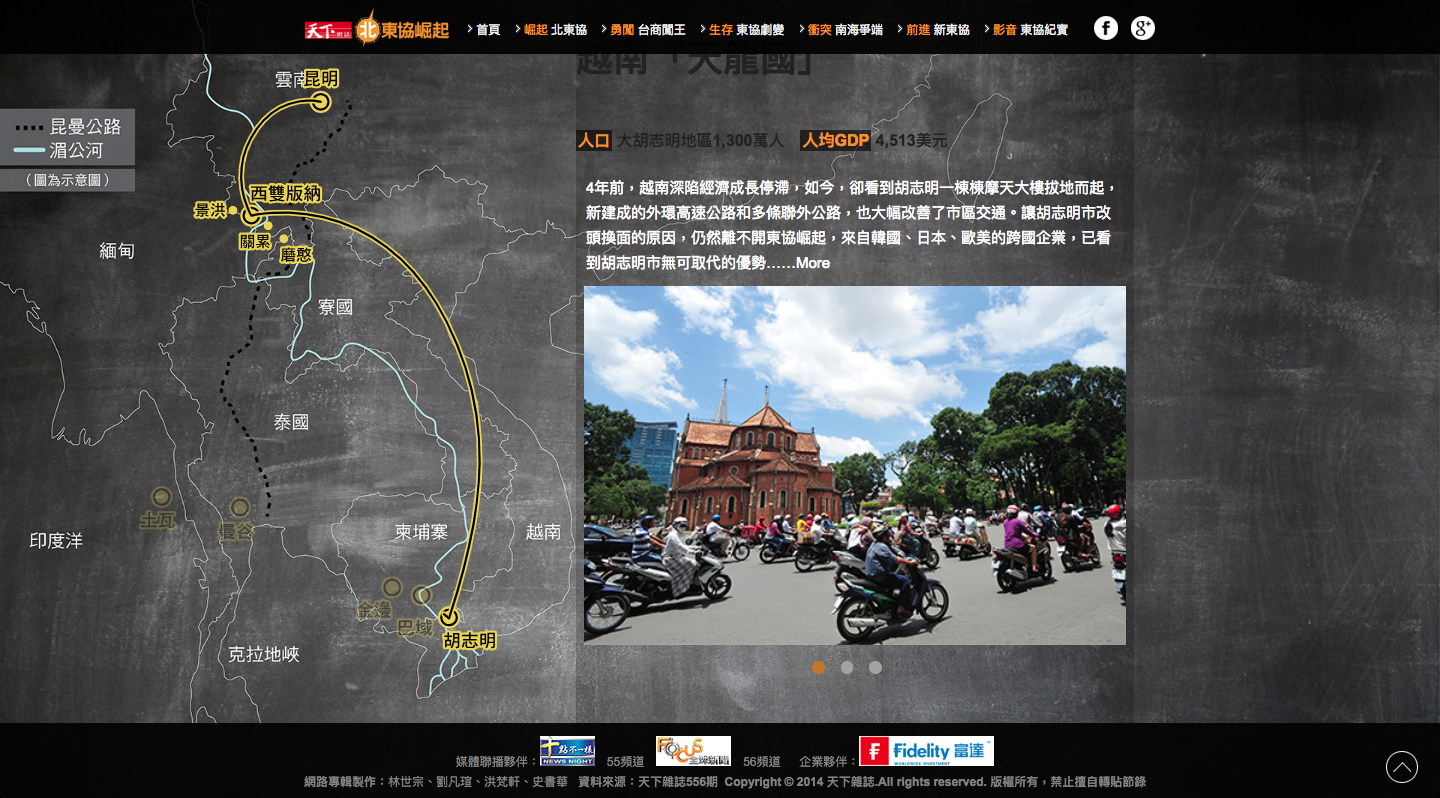 天下雜誌
北東協崛起
首頁
崛起 北東協
勇闖 台商闖王
生存 東協劇變
衝突 南海爭端
前進 新東協
影音 東協紀實
f
g+
越南「天龍國」
人口 大胡志明地區1,300萬人 人均GDP 4,513美元
4年前，越南深陷經濟成長停滯，如今，卻看到胡志明一棟棟摩天大樓拔地而起，
新建成的外環高速公路和多條聯外公路，也大幅改善了市區交通。讓胡志明市改
頭換面的原因，仍然離不開東協崛起，來自韓國、日本、歐美的跨國企業，已看
到胡志明市無可取代的優勢……More
昆曼公路
湄公河
（圖為示意圖）
雲南
昆明
西雙版納
景洪
關累
磨憨
緬甸
寮國
泰國
土瓦
曼谷
印度洋
柬埔寨
越南
金邊
巴域
胡志明
克拉地峽
媒體聯播夥伴：
十點不一樣
NEWS NIGHT
55頻道
FOCUS
全球新聞
56頻道
企業夥伴：
Fidelity 富達™
WORLDWIDE INVESTMENT
網路專輯製作：林世宗、劉凡瑄、洪梵軒、史書華 資料來源：天下雜誌556期 Copyright © 2014 天下雜誌.All rights reserved. 版權所有，禁止擅自轉貼節錄